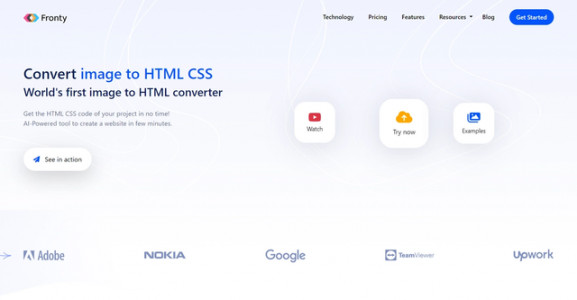 Fronty
Technology Pricing Features Resources Blog Get Started
Convert image to HTML CSS
World's first image to HTML converter
Get the HTML CSS code of your project in no time!
AI-Powered tool to create a website in few minutes.
See in action
Watch
Try now
Examples
Adobe NOKIA Google TeamViewer Upwork